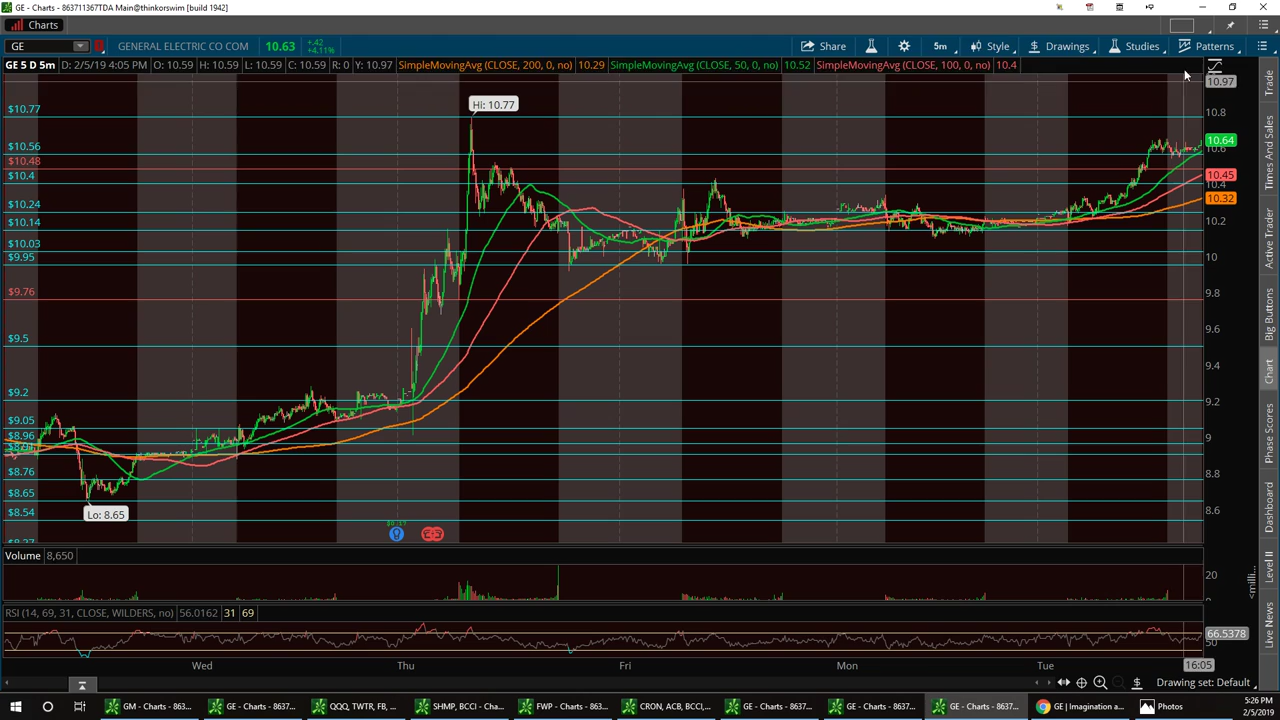 GE - Charts - 863711367TDA Main@thinkorswim [build 1942]
Charts
GE GENERAL ELECTRIC CO COM 10.63 +.42 +4.11% Share 5m Style Drawings Studies Patterns
GE 5 D 5m D: 2/5/19 4:05 PM O: 10.59 H: 10.59 L: 10.59 C: 10.59 R: 0 Y: 10.97 SimpleMovingAvg (CLOSE, 200, 0, no) 10.29 SimpleMovingAvg (CLOSE, 50, 0, no) 10.52 SimpleMovingAvg (CLOSE, 100, 0, no) 10.4
10.97
Hi: 10.77
$10.77
10.8
10.64
$10.56
10.6
$10.48
10.45
$10.4
10.4
10.32
$10.24
10.2
$10.14
$10.03
10
$9.95
$9.76
9.8
9.6
$9.5
9.4
$9.2
9.2
$9.05
$8.96
9
$8.76
8.8
$8.65
8.6
$8.54
Lo: 8.65
Volume 8,650
20
<milli...
RSI (14, 69, 31, CLOSE, WILDERS, no) 56.0162 31 69
66.5378
50
Wed Thu Fri Mon Tue 16:05
Drawing set: Default
Trade
Times And Sales
Active Trader
Big Buttons
Chart
Phase Scores
Dashboard
Level II
Live News
GM - Charts - 863... GE - Charts - 8637... QQQ, TWTR, FB, ... SHMP, BCCI - Cha... FWP - Charts - 86... CRON, ACB, BCCI,... GE - Charts - 8637... GE - Charts - 8637... GE - Charts - 8637... GE | Imagination a... Photos
5:26 PM
2/5/2019